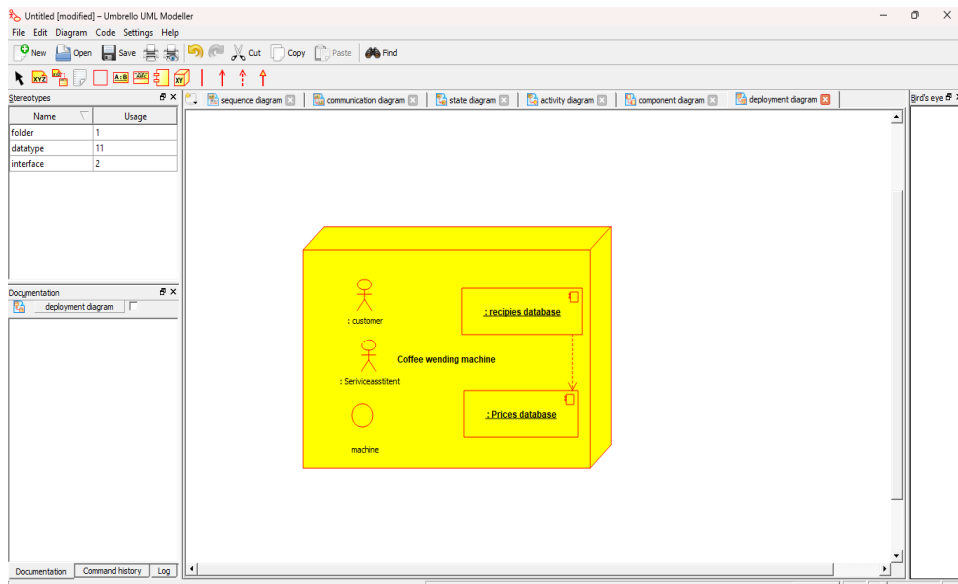 Untitled [modified] – Umbrello UML Modeller
File Edit Diagram Code Settings Help
New Open Save Cut Copy Paste Find
XYZ A:B XY
Stereotypes
sequence diagram communication diagram state diagram activity diagram component diagram deployment diagram
Bird's eye
Name Usage
folder 1
datatype 11
interface 2
Documentation
deployment diagram
: customer
: recipies database
Coffee wending machine
: Seriviceasstitent
: Prices database
machine
Documentation Command history Log